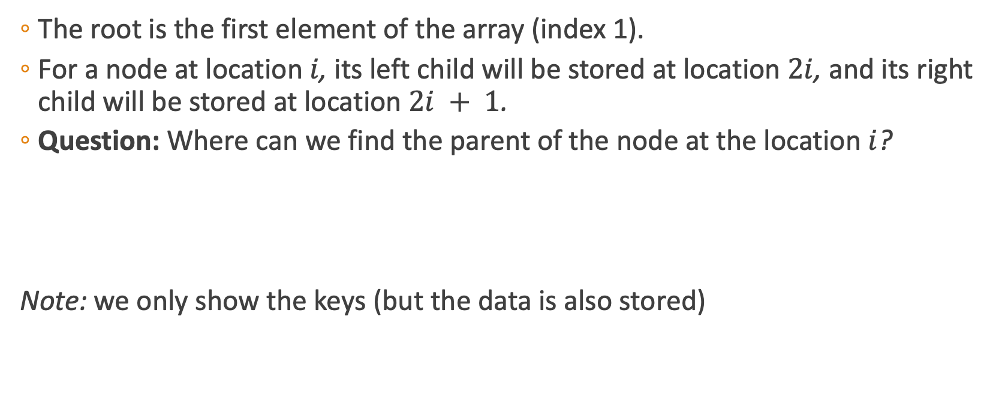 ◦ The root is the first element of the array (index 1).
◦ For a node at location i, its left child will be stored at location 2i, and its right
child will be stored at location 2i + 1.
◦ Question: Where can we find the parent of the node at the location i?
Note: we only show the keys (but the data is also stored)